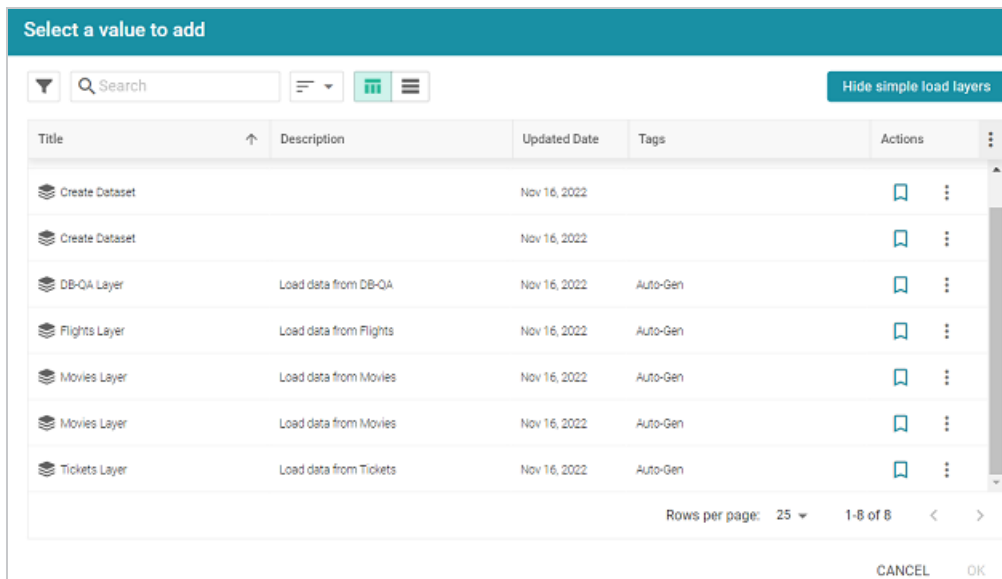 Select a value to add
Search
Hide simple load layers
Title Description Updated Date Tags Actions
Create Dataset Nov 16, 2022
Create Dataset Nov 16, 2022
DB-QA Layer Load data from DB-QA Nov 16, 2022 Auto-Gen
Flights Layer Load data from Flights Nov 16, 2022 Auto-Gen
Movies Layer Load data from Movies Nov 16, 2022 Auto-Gen
Movies Layer Load data from Movies Nov 16, 2022 Auto-Gen
Tickets Layer Load data from Tickets Nov 16, 2022 Auto-Gen
Rows per page: 25 1-8 of 8
CANCEL OK